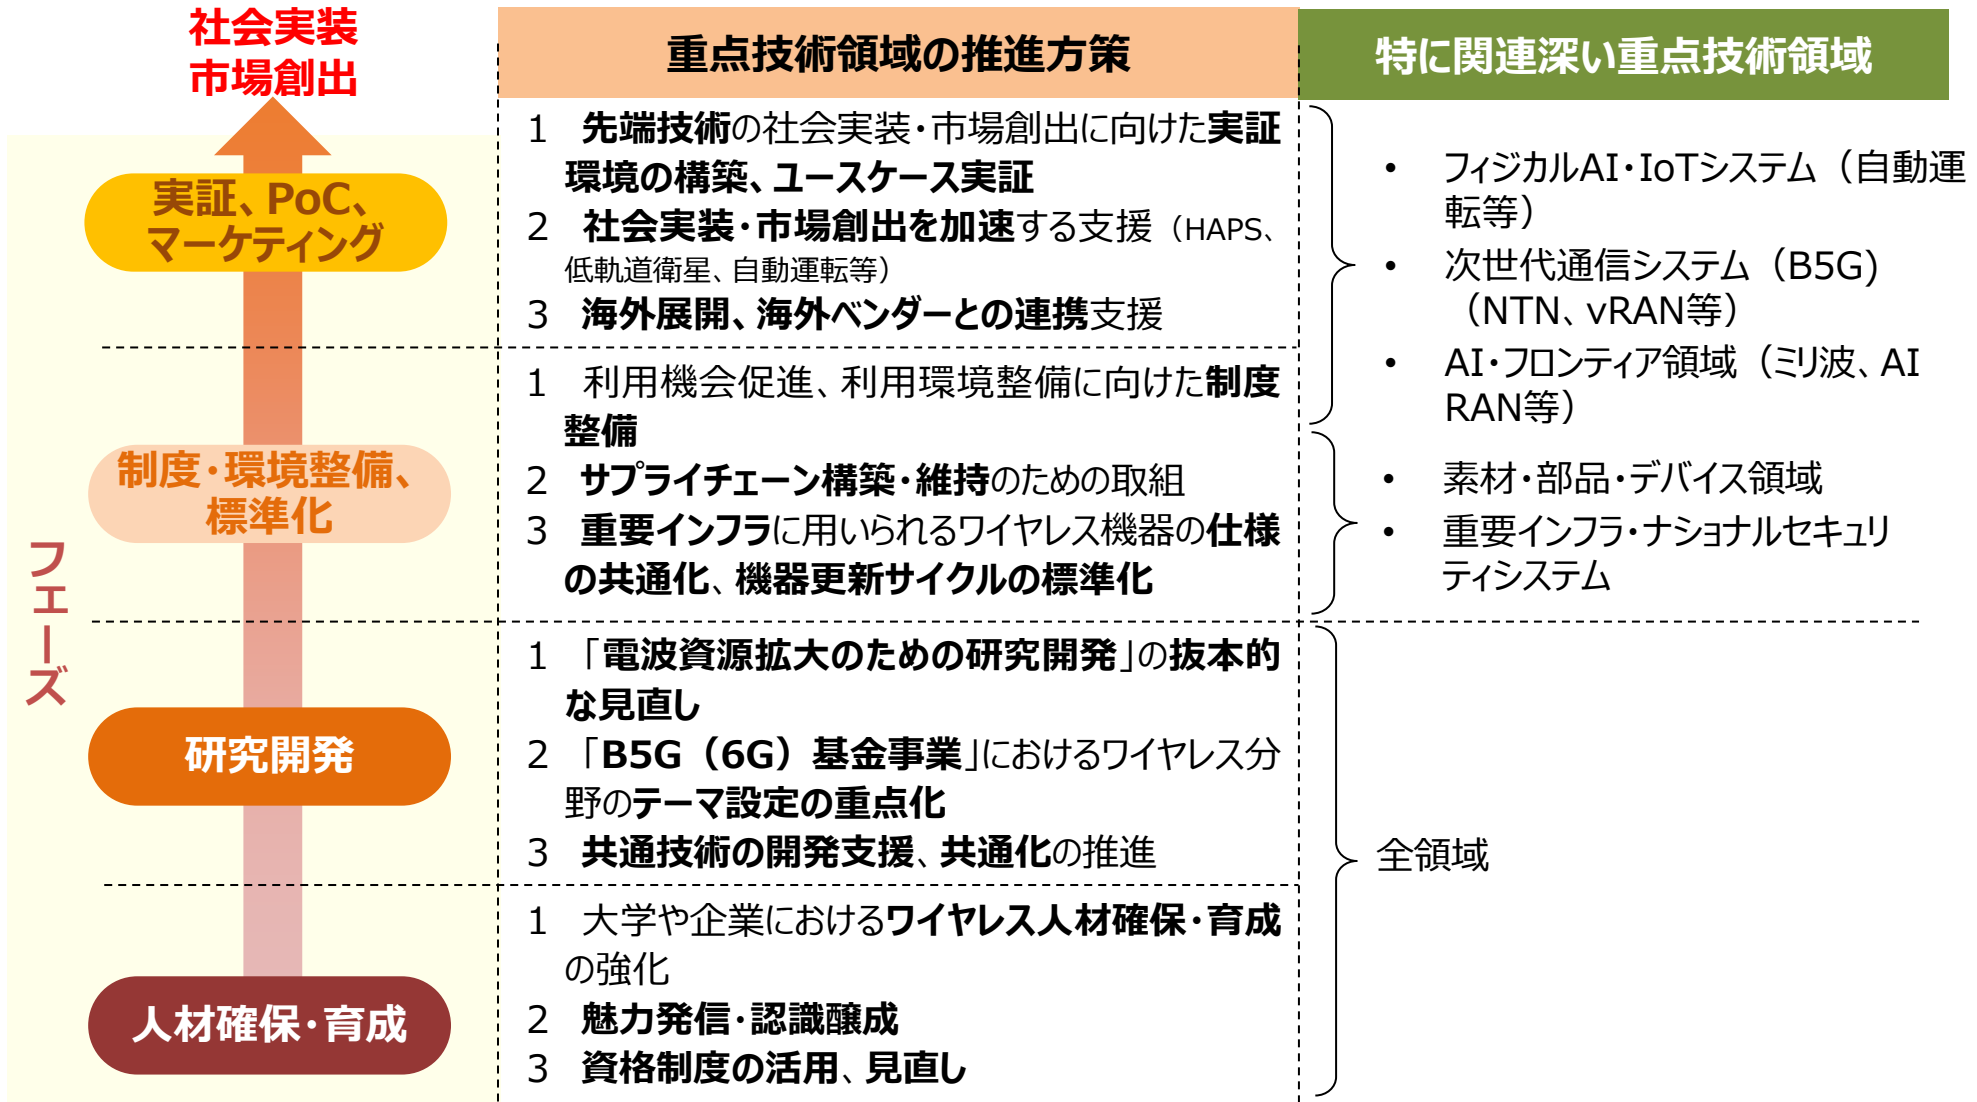 社会実装
市場創出
重点技術領域の推進方策
特に関連深い重点技術領域
フェーズ
実証、PoC、
マーケティング
1 先端技術の社会実装・市場創出に向けた実証
環境の構築、ユースケース実証
2 社会実装・市場創出を加速する支援（HAPS、
低軌道衛星、自動運転等）
3 海外展開、海外ベンダーとの連携支援
制度・環境整備、
標準化
1 利用機会促進、利用環境整備に向けた制度
整備
2 サプライチェーン構築・維持のための取組
3 重要インフラに用いられるワイヤレス機器の仕様
の共通化、機器更新サイクルの標準化
• フィジカルAI・IoTシステム（自動運
転等）
• 次世代通信システム（B5G)
（NTN、vRAN等）
• AI・フロンティア領域（ミリ波、AI
RAN等）
• 素材・部品・デバイス領域
• 重要インフラ・ナショナルセキュリ
ティシステム
研究開発
1 「電波資源拡大のための研究開発」の抜本的
な見直し
2 「B5G（6G）基金事業」におけるワイヤレス分
野のテーマ設定の重点化
3 共通技術の開発支援、共通化の推進
人材確保・育成
1 大学や企業におけるワイヤレス人材確保・育成
の強化
2 魅力発信・認識醸成
3 資格制度の活用、見直し
全領域